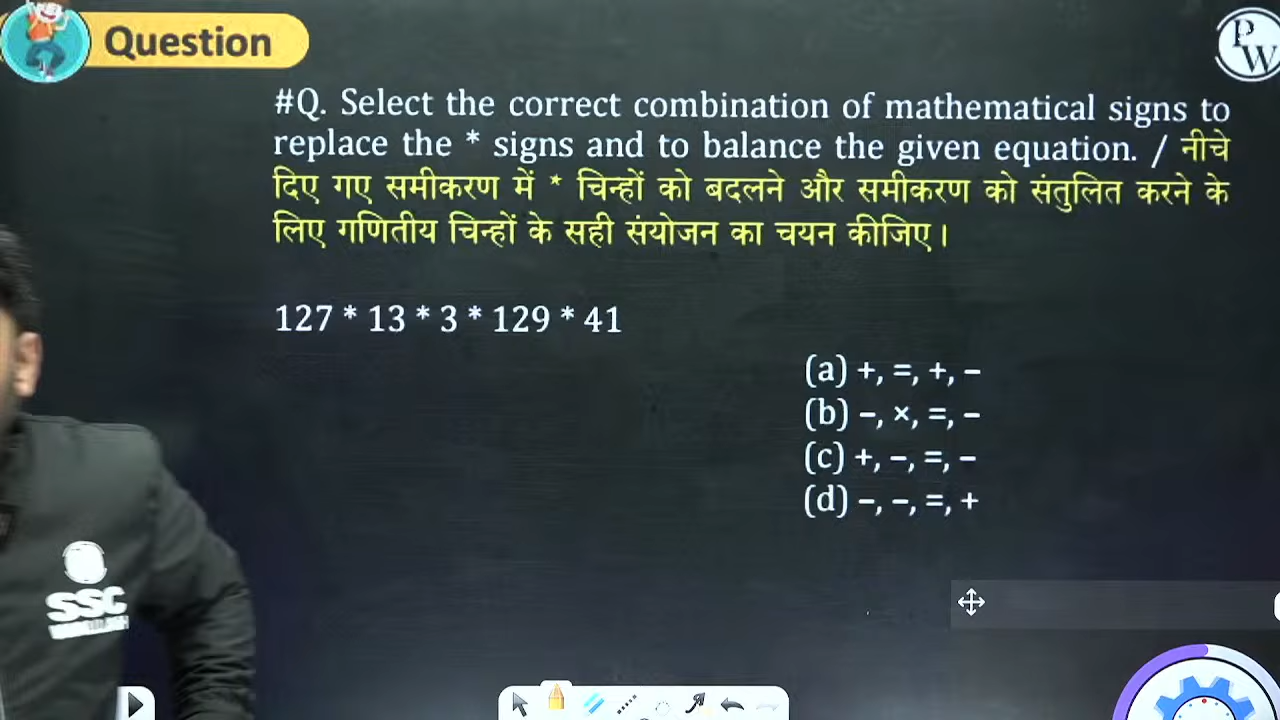 Question
PW
#Q. Select the correct combination of mathematical signs to
replace the * signs and to balance the given equation. / नीचे
दिए गए समीकरण में * चिन्हों को बदलने और समीकरण को संतुलित करने के
लिए गणितीय चिन्हों के सही संयोजन का चयन कीजिए।
127 * 13 * 3 * 129 * 41
(a) +, =, +, −
(b) −, ×, =, −
(c) +, −, =, −
(d) −, −, =, +
SSC